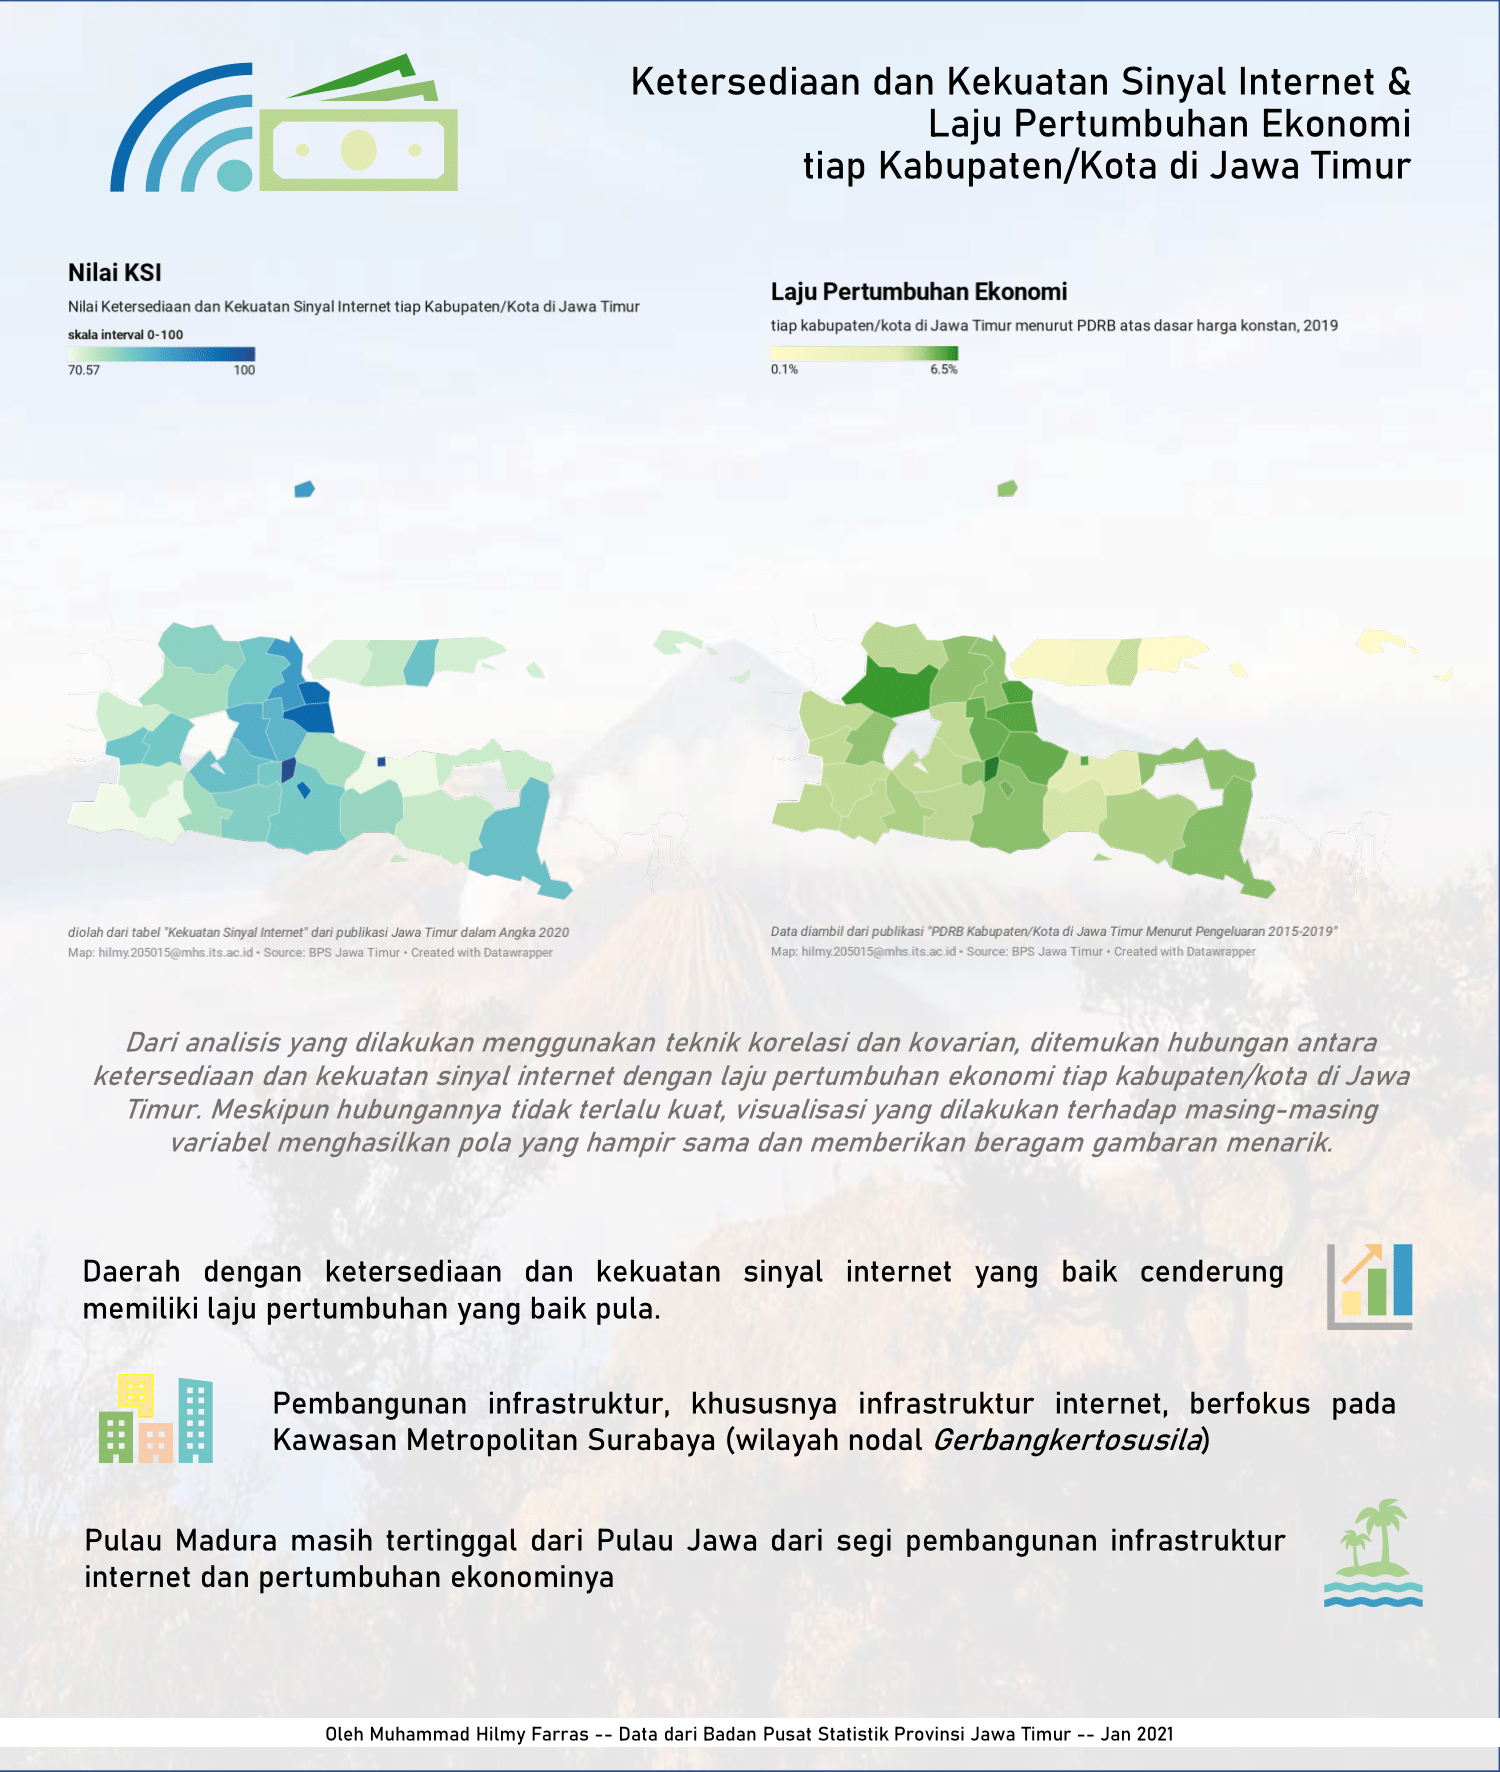 Ketersediaan dan Kekuatan Sinyal Internet &
Laju Pertumbuhan Ekonomi
tiap Kabupaten/Kota di Jawa Timur
Nilai KSI
Nilai Ketersediaan dan Kekuatan Sinyal Internet tiap Kabupaten/Kota di Jawa Timur
skala interval 0-100
70.57 100
Laju Pertumbuhan Ekonomi
tiap kabupaten/kota di Jawa Timur menurut PDRB atas dasar harga konstan, 2019
0.1% 6.5%
diolah dari tabel "Kekuatan Sinyal Internet" dari publikasi Jawa Timur dalam Angka 2020
Map: hilmy.205015@mhs.its.ac.id • Source: BPS Jawa Timur • Created with Datawrapper
Data diambil dari publikasi "PDRB Kabupaten/Kota di Jawa Timur Menurut Pengeluaran 2015-2019"
Map: hilmy.205015@mhs.its.ac.id • Source: BPS Jawa Timur • Created with Datawrapper
Dari analisis yang dilakukan menggunakan teknik korelasi dan kovarian, ditemukan hubungan antara
ketersediaan dan kekuatan sinyal internet dengan laju pertumbuhan ekonomi tiap kabupaten/kota di Jawa
Timur. Meskipun hubungannya tidak terlalu kuat, visualisasi yang dilakukan terhadap masing-masing
variabel menghasilkan pola yang hampir sama dan memberikan beragam gambaran menarik.
Daerah dengan ketersediaan dan kekuatan sinyal internet yang baik cenderung
memiliki laju pertumbuhan yang baik pula.
Pembangunan infrastruktur, khususnya infrastruktur internet, berfokus pada
Kawasan Metropolitan Surabaya (wilayah nodal Gerbangkertosusila)
Pulau Madura masih tertinggal dari Pulau Jawa dari segi pembangunan infrastruktur
internet dan pertumbuhan ekonominya
Oleh Muhammad Hilmy Farras -- Data dari Badan Pusat Statistik Provinsi Jawa Timur -- Jan 2021